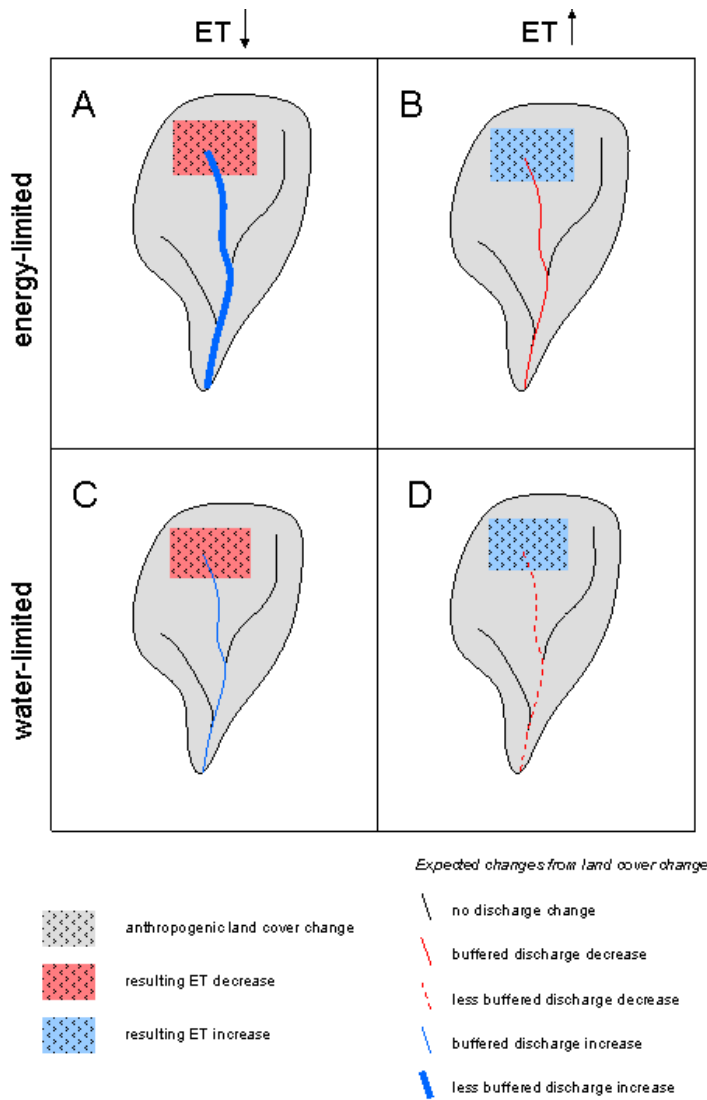 ET ↓
ET ↑
A
B
energy-limited
C
D
water-limited
Expected changes from land cover change
no discharge change
anthropogenic land cover change
buffered discharge decrease
resulting ET decrease
less buffered discharge decrease
resulting ET increase
buffered discharge increase
less buffered discharge increase